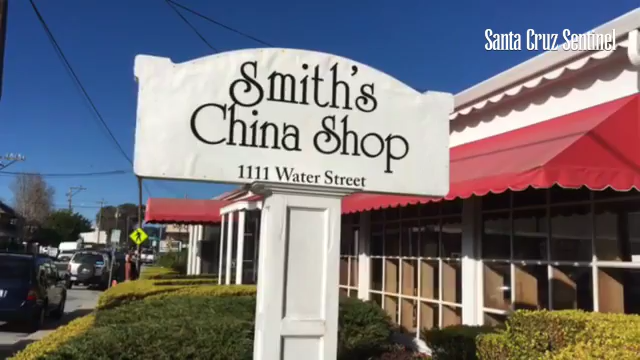 Santa Cruz Sentinel
Smith's
China Shop
1111 Water Street